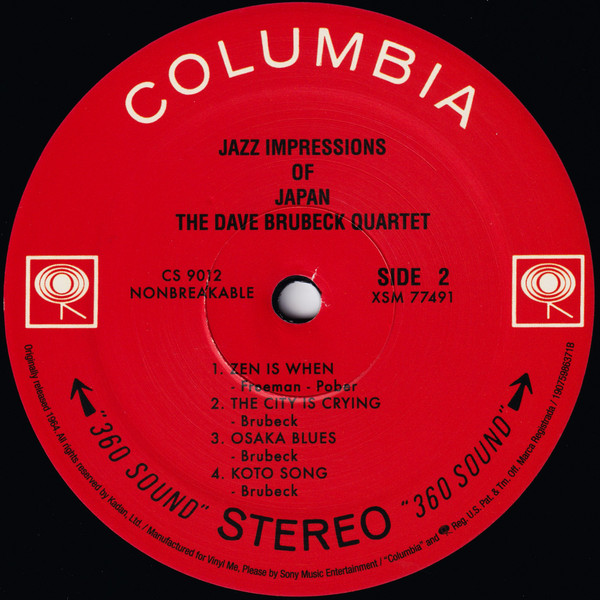 COLUMBIA
JAZZ IMPRESSIONS
OF
JAPAN
THE DAVE BRUBECK QUARTET
CS 9012
NONBREAKABLE
SIDE 2
XSM 77491
1. ZEN IS WHEN
- Freeman - Pober
2. THE CITY IS CRYING
- Brubeck
3. OSAKA BLUES
- Brubeck
4. KOTO SONG
- Brubeck
"360 SOUND" STEREO "360 SOUND"
Originally released 1964, All rights reserved by Kadan, Ltd. / Manufactured for Vinyl Me, Please by Sony Music Entertainment / "Columbia" and Reg. U.S. Pat. & Tm. Off. Marca Registrada / 19075986371B